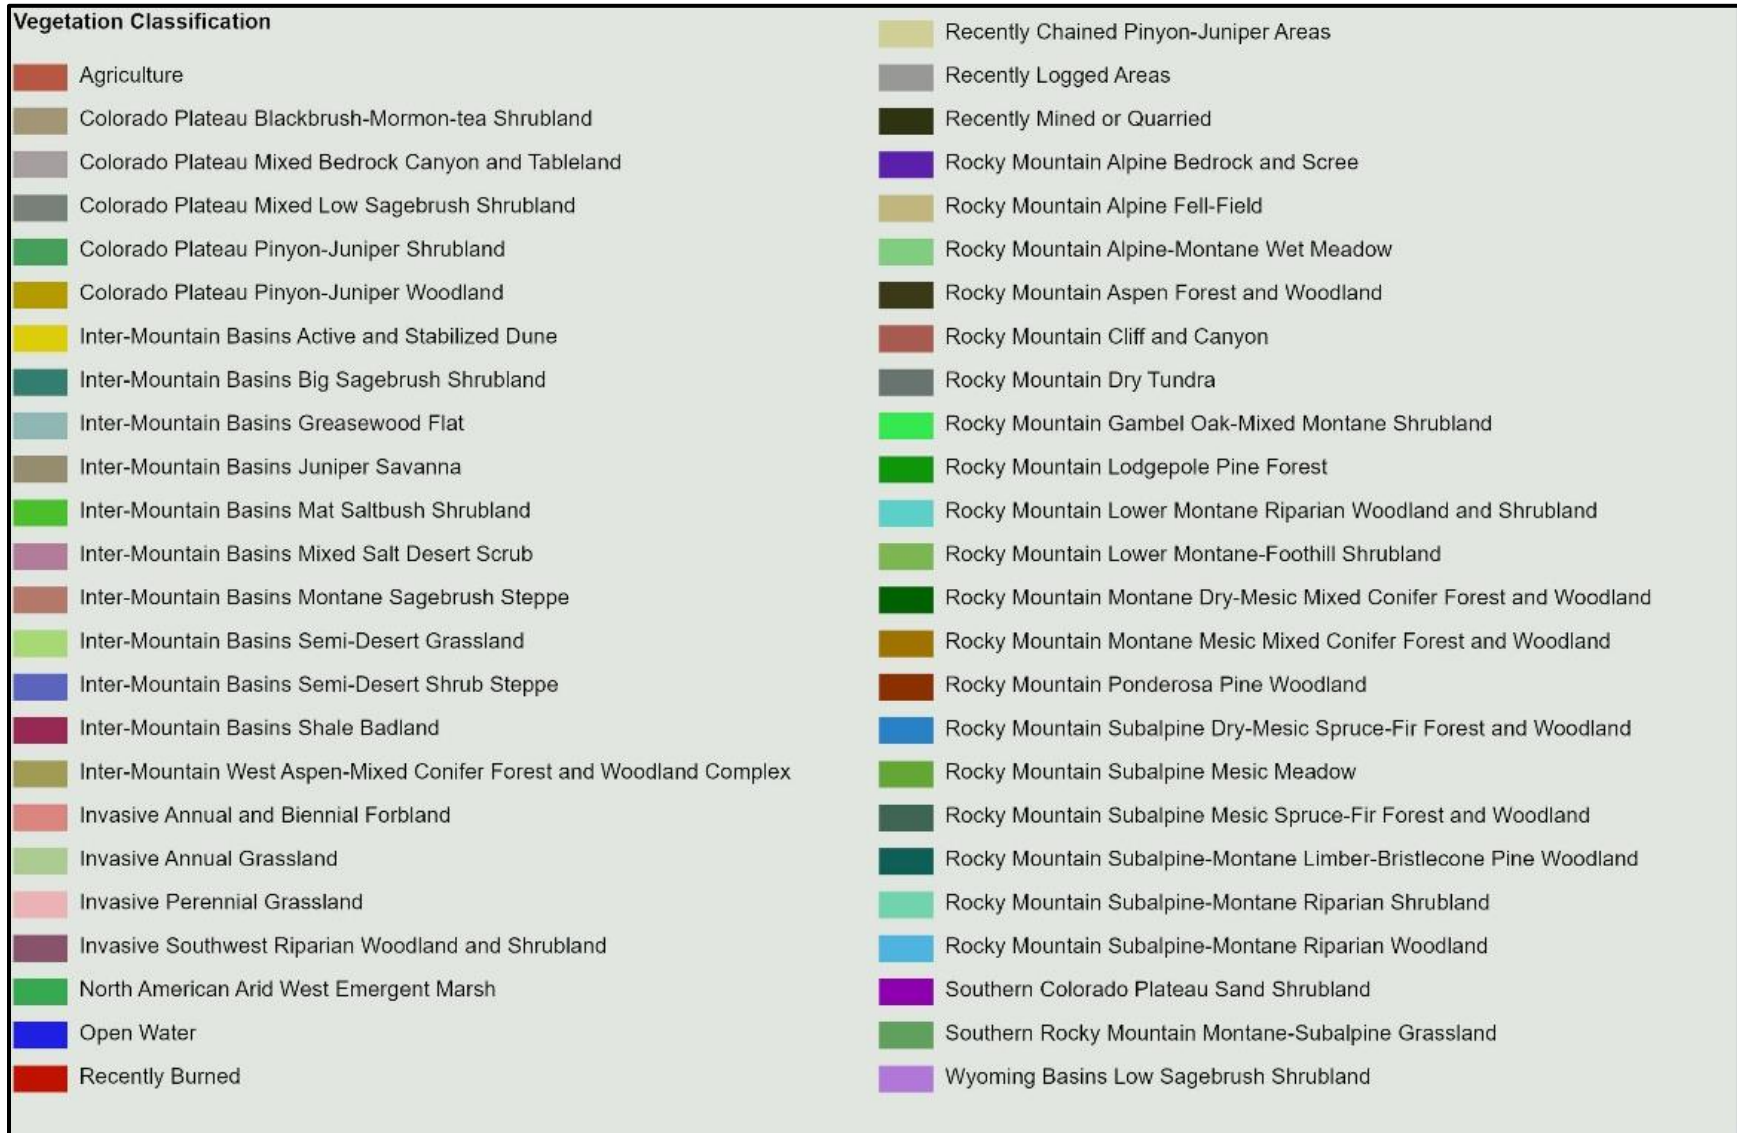 Vegetation Classification
Agriculture
Colorado Plateau Blackbrush-Mormon-tea Shrubland
Colorado Plateau Mixed Bedrock Canyon and Tableland
Colorado Plateau Mixed Low Sagebrush Shrubland
Colorado Plateau Pinyon-Juniper Shrubland
Colorado Plateau Pinyon-Juniper Woodland
Inter-Mountain Basins Active and Stabilized Dune
Inter-Mountain Basins Big Sagebrush Shrubland
Inter-Mountain Basins Greasewood Flat
Inter-Mountain Basins Juniper Savanna
Inter-Mountain Basins Mat Saltbush Shrubland
Inter-Mountain Basins Mixed Salt Desert Scrub
Inter-Mountain Basins Montane Sagebrush Steppe
Inter-Mountain Basins Semi-Desert Grassland
Inter-Mountain Basins Semi-Desert Shrub Steppe
Inter-Mountain Basins Shale Badland
Inter-Mountain West Aspen-Mixed Conifer Forest and Woodland Complex
Invasive Annual and Biennial Forbland
Invasive Annual Grassland
Invasive Perennial Grassland
Invasive Southwest Riparian Woodland and Shrubland
North American Arid West Emergent Marsh
Open Water
Recently Burned
Recently Chained Pinyon-Juniper Areas
Recently Logged Areas
Recently Mined or Quarried
Rocky Mountain Alpine Bedrock and Scree
Rocky Mountain Alpine Fell-Field
Rocky Mountain Alpine-Montane Wet Meadow
Rocky Mountain Aspen Forest and Woodland
Rocky Mountain Cliff and Canyon
Rocky Mountain Dry Tundra
Rocky Mountain Gambel Oak-Mixed Montane Shrubland
Rocky Mountain Lodgepole Pine Forest
Rocky Mountain Lower Montane Riparian Woodland and Shrubland
Rocky Mountain Lower Montane-Foothill Shrubland
Rocky Mountain Montane Dry-Mesic Mixed Conifer Forest and Woodland
Rocky Mountain Montane Mesic Mixed Conifer Forest and Woodland
Rocky Mountain Ponderosa Pine Woodland
Rocky Mountain Subalpine Dry-Mesic Spruce-Fir Forest and Woodland
Rocky Mountain Subalpine Mesic Meadow
Rocky Mountain Subalpine Mesic Spruce-Fir Forest and Woodland
Rocky Mountain Subalpine-Montane Limber-Bristlecone Pine Woodland
Rocky Mountain Subalpine-Montane Riparian Shrubland
Rocky Mountain Subalpine-Montane Riparian Woodland
Southern Colorado Plateau Sand Shrubland
Southern Rocky Mountain Montane-Subalpine Grassland
Wyoming Basins Low Sagebrush Shrubland